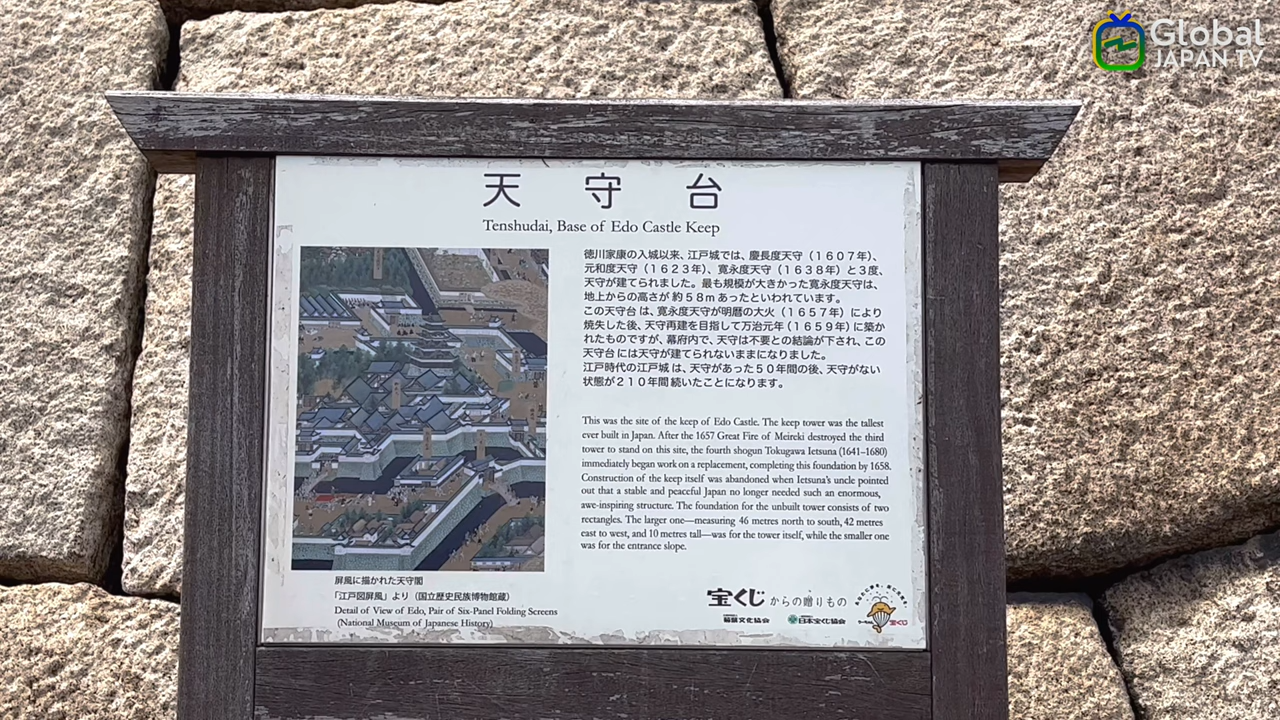 Global
JAPAN TV
天守台
Tenshudai, Base of Edo Castle Keep
徳川家康の入城以来、江戸城では、慶長度天守（1607年）、
元和度天守（1623年）、寛永度天守（1638年）と3度、
天守が建てられました。最も規模が大きかった寛永度天守は、
地上からの高さが約58mあったといわれています。
この天守台は、寛永度天守が明暦の大火（1657年）により
焼失した後、天守再建を目指して万治元年（1659年）に築か
れたものですが、幕府内で、天守は不要との結論が下され、この
天守台には天守が建てられないままになりました。
江戸時代の江戸城は、天守があった50年間の後、天守がない
状態が210年間続いたことになります。
This was the site of the keep of Edo Castle. The keep tower was the tallest
ever built in Japan. After the 1657 Great Fire of Meireki destroyed the third
tower to stand on this site, the fourth shogun Tokugawa Ietsuna (1641–1680)
immediately began work on a replacement, completing this foundation by 1658.
Construction of the keep itself was abandoned when Ietsuna's uncle pointed
out that a stable and peaceful Japan no longer needed such an enormous,
awe-inspiring structure. The foundation for the unbuilt tower consists of two
rectangles. The larger one—measuring 46 metres north to south, 42 metres
east to west, and 10 metres tall—was for the tower itself, while the smaller one
was for the entrance slope.
屏風に描かれた天守閣
「江戸図屏風」より（国立歴史民族博物館蔵）
Detail of View of Edo, Pair of Six-Panel Folding Screens
(National Museum of Japanese History)
宝くじからの贈りもの
日本宝くじ協会
宝くじ